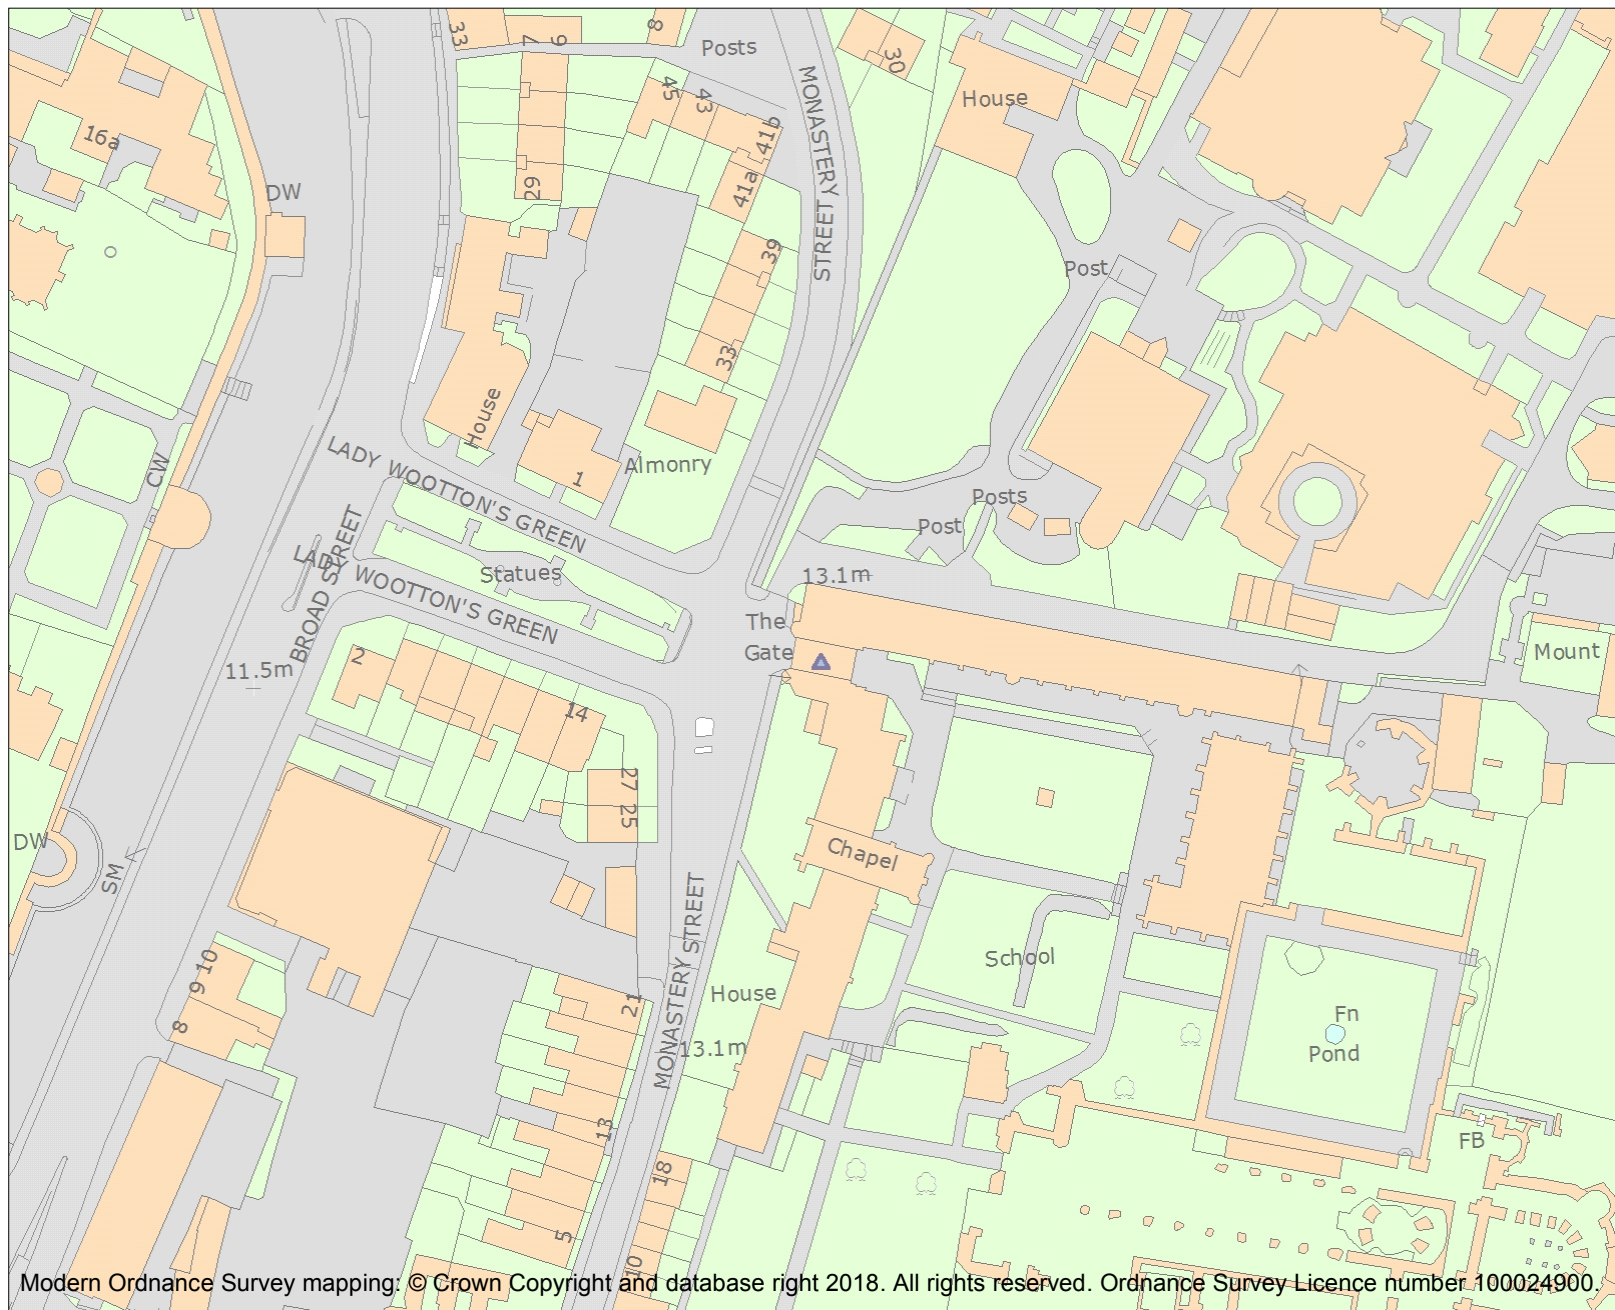 33
7
9
8
Posts
30
House
45
43
MONASTERY
STREET
41b
41a
16a
DW
29
39
Post
33
House
Almonry
1
CW
LADY WOOTTON'S GREEN
Posts
Post
BROAD STREET
LADY WOOTTON'S GREEN
Statues
13.1m
The
Gate
Mount
2
11.5m
14
27
25
DW
SM
Chapel
MONASTERY STREET
School
House
9 10
8
21
13.1m
Fn
Pond
13
FB
18
5
10
Modern Ordnance Survey mapping: © Crown Copyright and database right 2018. All rights reserved. Ordnance Survey Licence number 100024900.